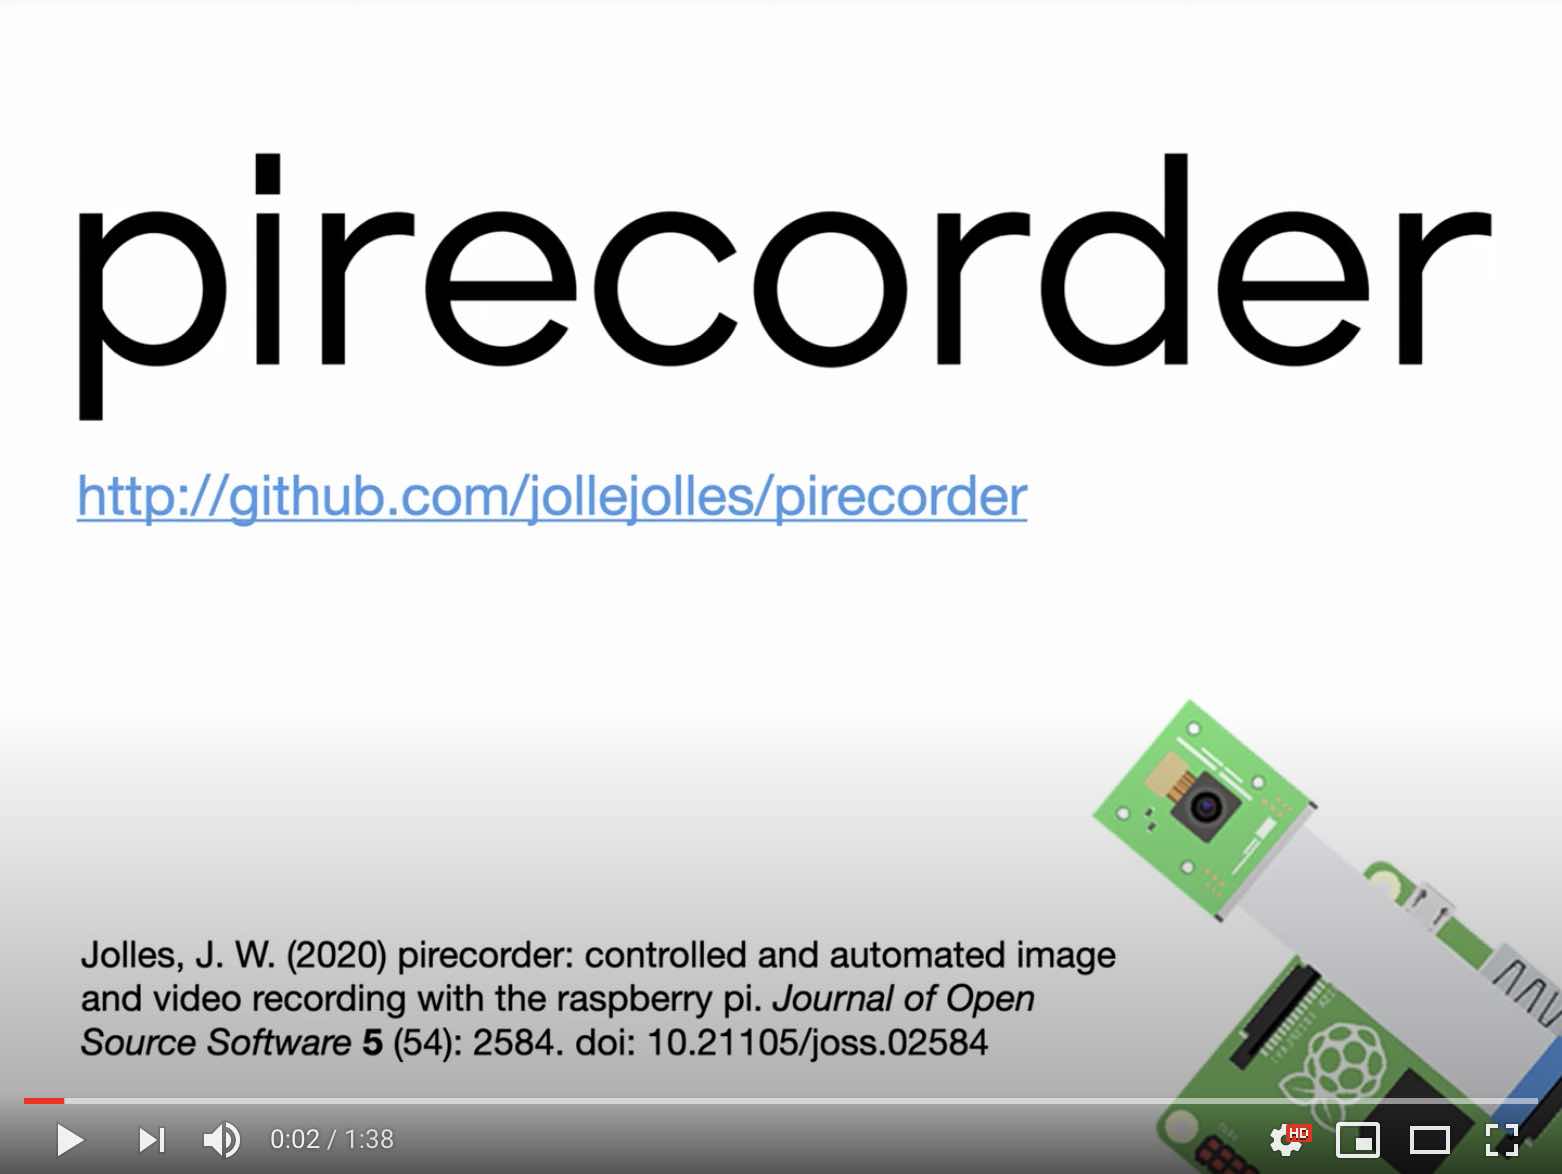 pirecorder
http://github.com/jollejolles/pirecorder
Jolles, J. W. (2020) pirecorder: controlled and automated image
and video recording with the raspberry pi. Journal of Open
Source Software 5 (54): 2584. doi: 10.21105/joss.02584
0:02 / 1:38
HD